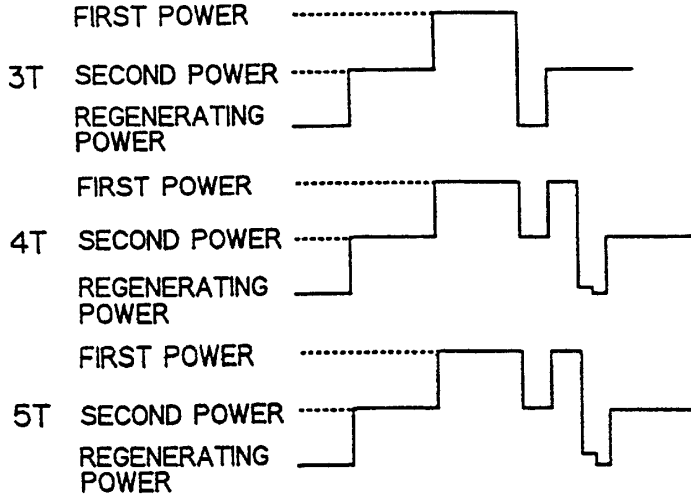 FIRST POWER
3T SECOND POWER
REGENERATING
POWER
FIRST POWER
4T SECOND POWER
REGENERATING
POWER
FIRST POWER
5T SECOND POWER
REGENERATING
POWER